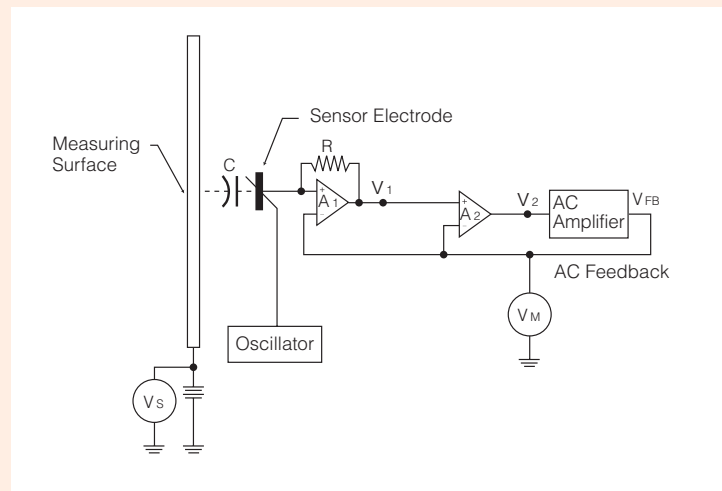 Sensor Electrode
Measuring
Surface
C
R
+
-
A1
V1
+
-
A2
V2
AC
Amplifier
VFB
AC Feedback
Oscillator
VM
VS